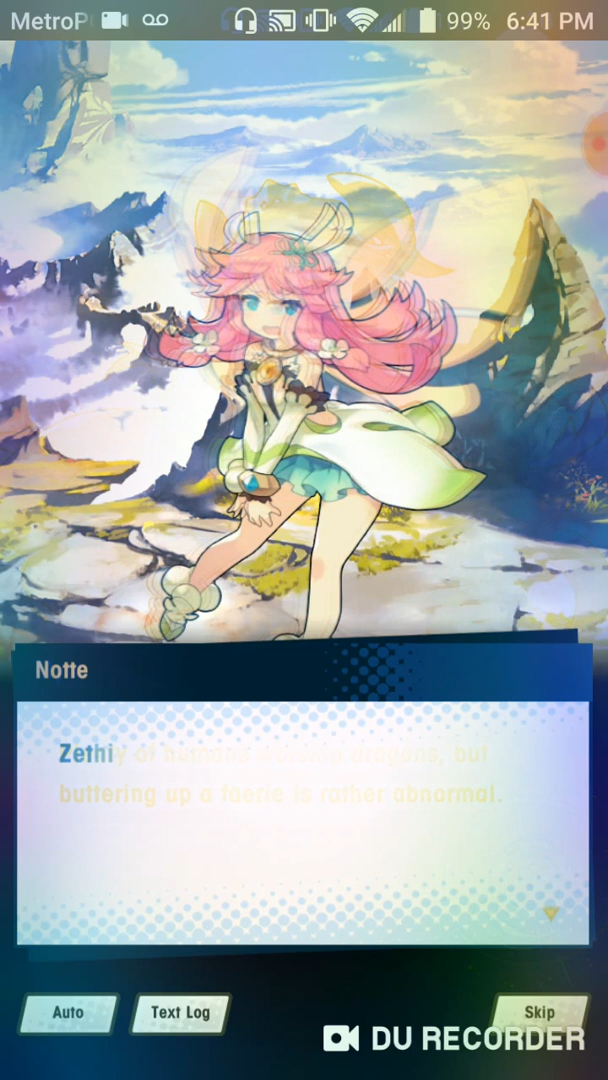 MetroP
99% 6:41 PM
Notte
Zethi y of humans worship dragons, but
buttering up a faerie is rather abnormal.
Auto
Text Log
Skip
DU RECORDER